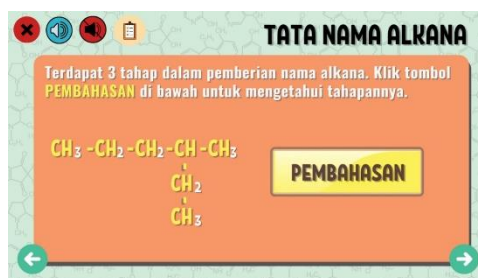 TATA NAMA ALKANA
Terdapat 3 tahap dalam pemberian nama alkana. Klik tombol
PEMBAHASAN di bawah untuk mengetahui tahapannya.
CH3 -CH2 -CH2 -CH -CH3
CH2
CH3
PEMBAHASAN